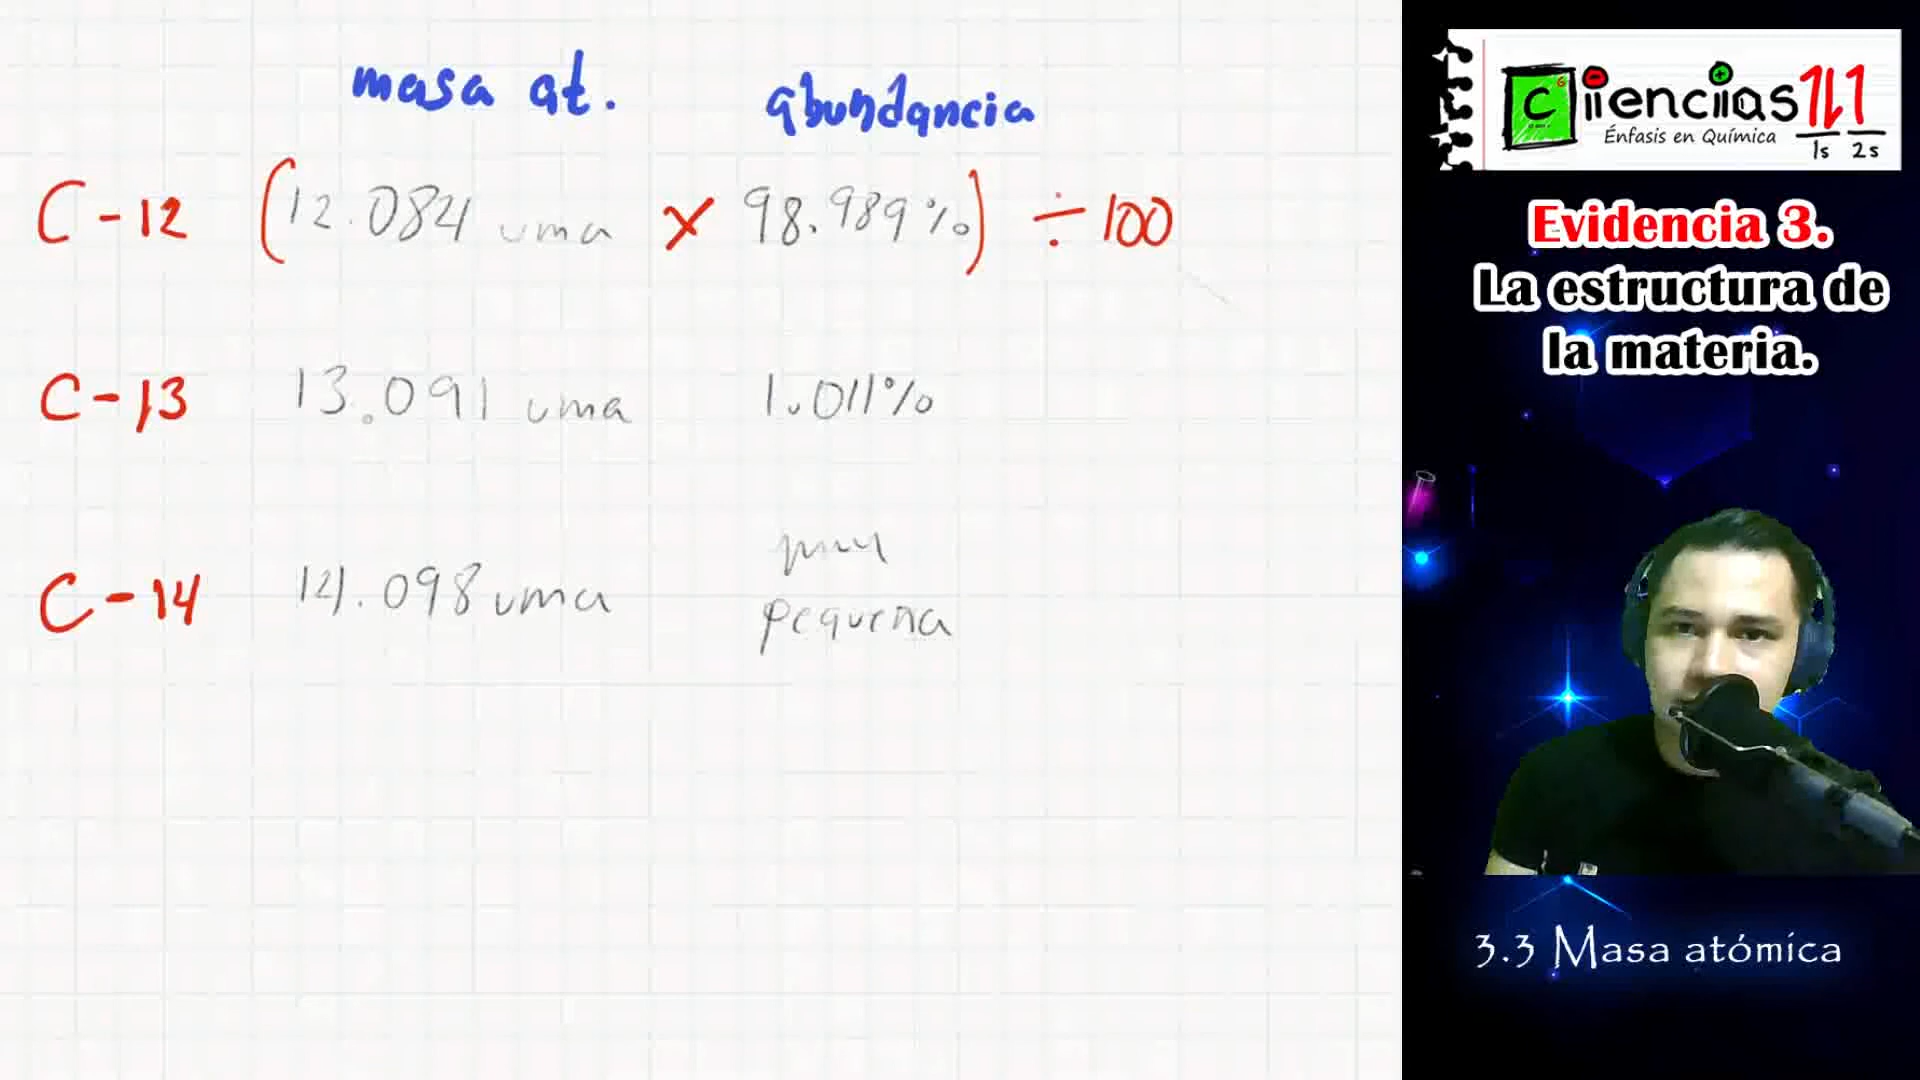 masa at. abundancia
C-12 (12.084 uma × 98.989%) ÷ 100
C-13 13.091 uma 1.011%
C-14 14.098 uma muy
pequeña
Ciienciias 1L1
Énfasis en Química 1s 2s
Evidencia 3.
La estructura de
la materia.
3.3 Masa atómica